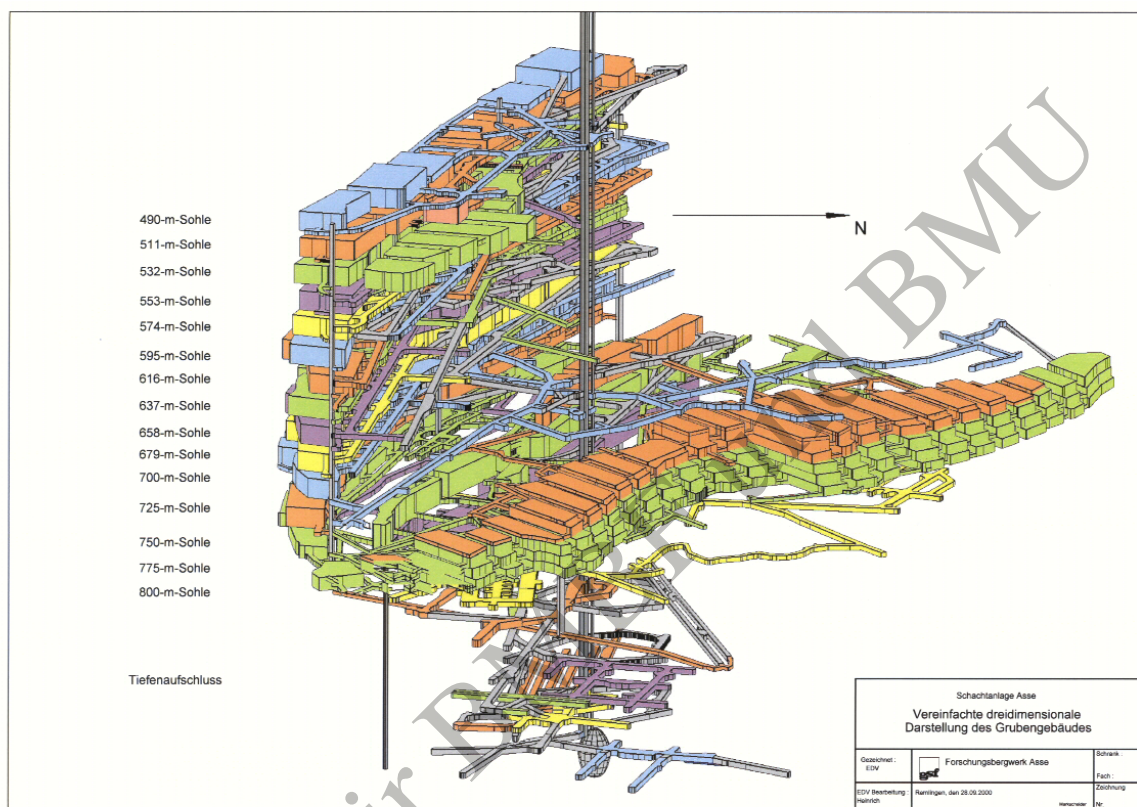 490-m-Sohle
511-m-Sohle
532-m-Sohle
553-m-Sohle
574-m-Sohle
595-m-Sohle
616-m-Sohle
637-m-Sohle
658-m-Sohle
679-m-Sohle
700-m-Sohle
725-m-Sohle
750-m-Sohle
775-m-Sohle
800-m-Sohle
Tiefenaufschluss
N
BMU
Schachtanlage Asse
Vereinfachte dreidimensionale
Darstellung des Grubengebäudes
Gezeichnet :
EDV
Forschungsbergwerk Asse
Schrank :
Fach :
EDV Bearbeitung :
Heinrich
Remlingen, den 28.09.2000
Zeichnung
Nr.